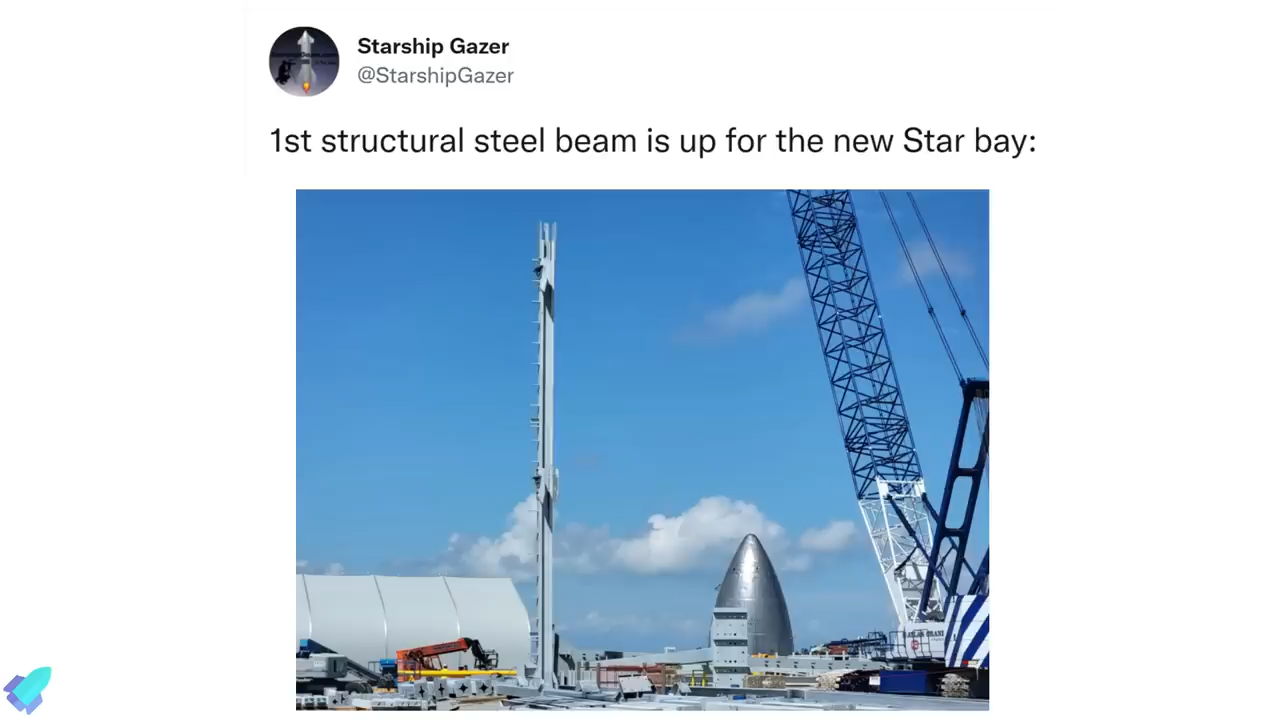 Starship Gazer
@StarshipGazer
1st structural steel beam is up for the new Star bay: